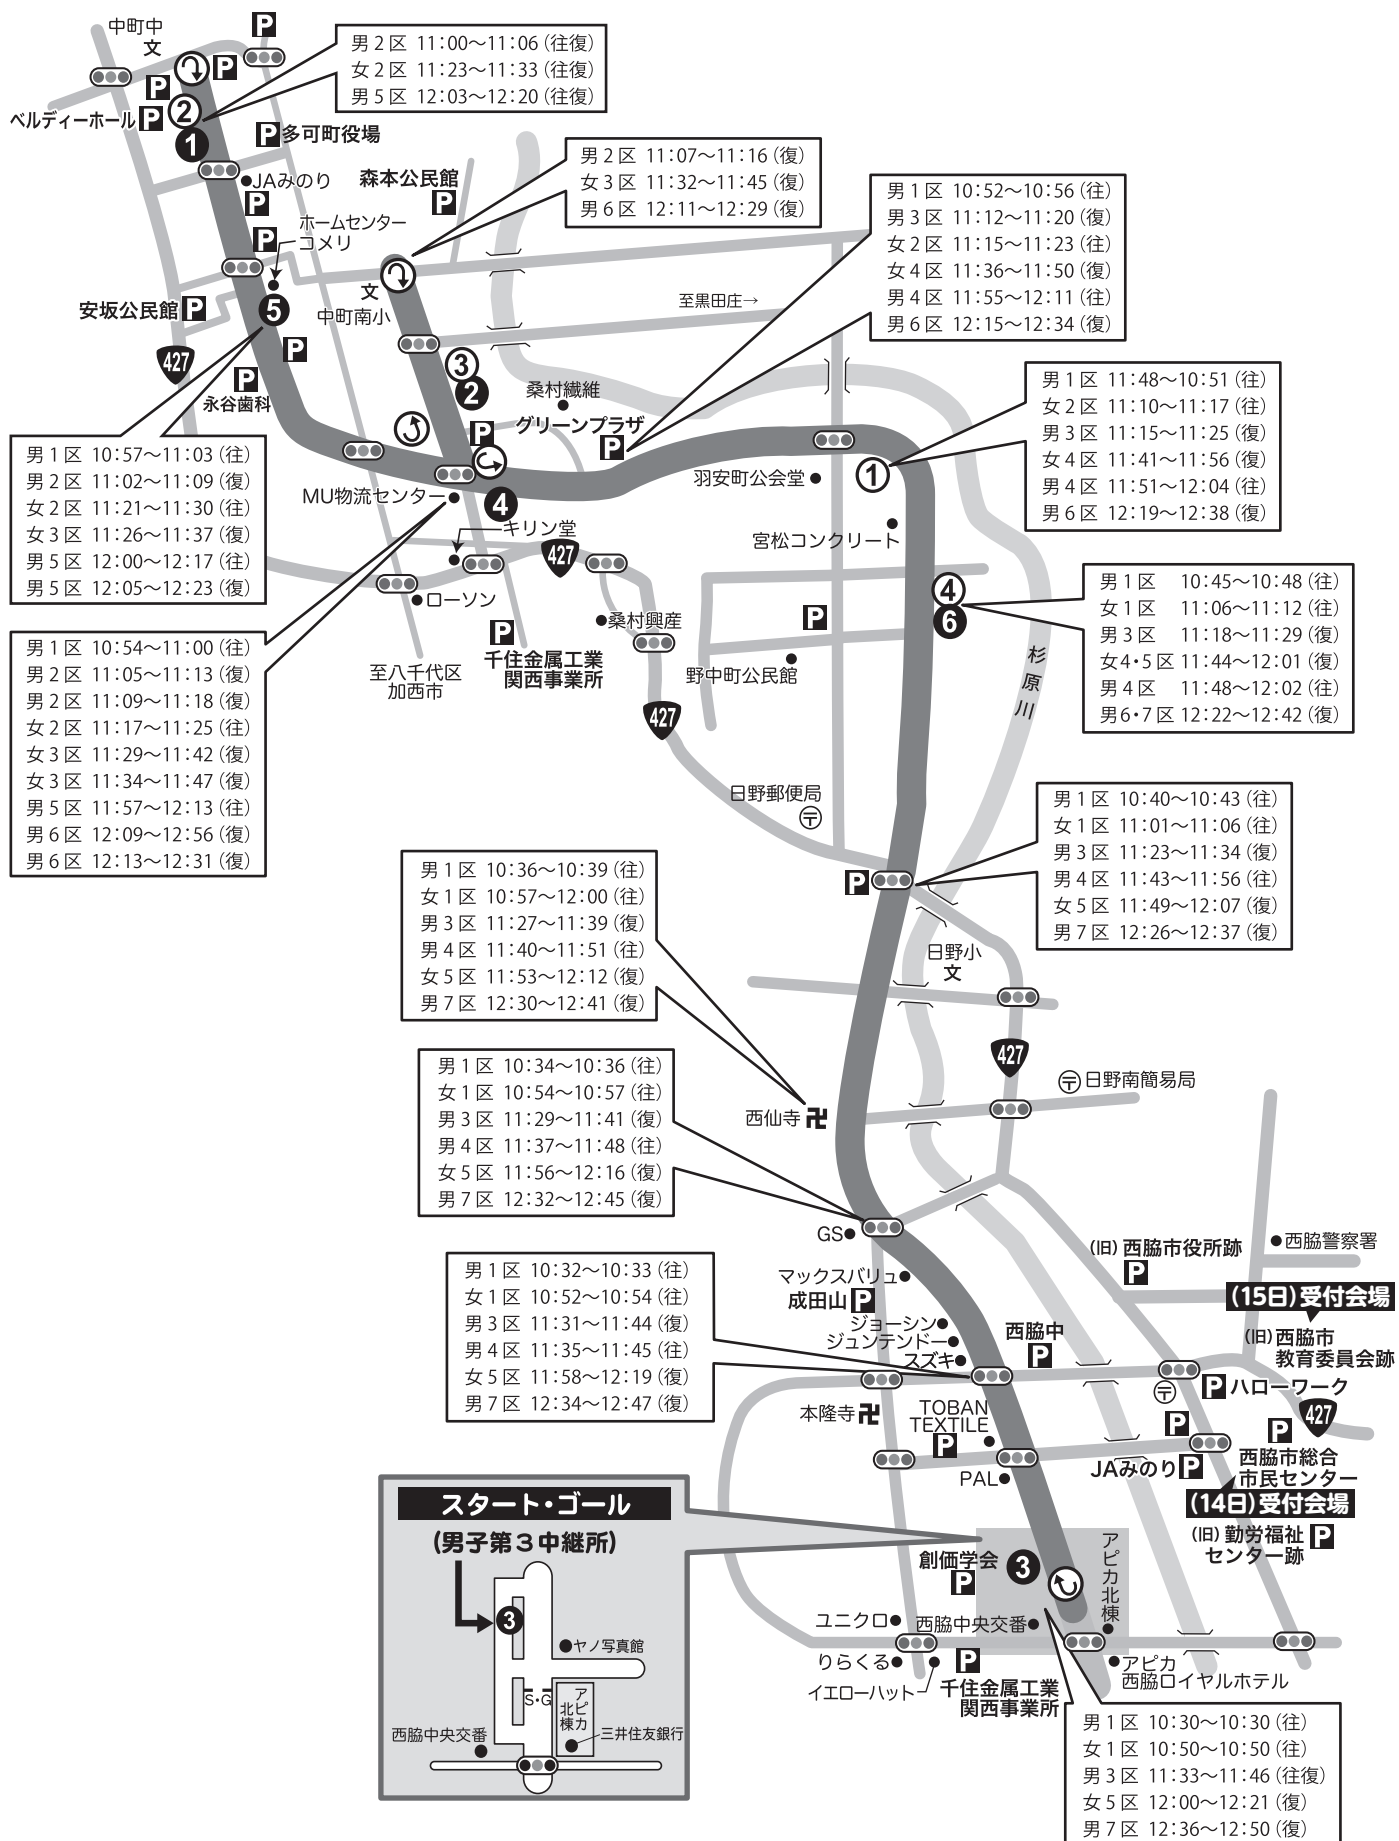 中町中
文
P
P
P
ベルディーホール P
2
1
男2区 11:00～11:06(往復)
女2区 11:23～11:33(往復)
男5区 12:03～12:20(往復)
P 多可町役場
JAみのり
P
森本公民館
P
男2区 11:07～11:16(復)
女3区 11:32～11:45(復)
男6区 12:11～12:29(復)
ホームセンター
コメリ
P
男1区 10:52～10:56(往)
男3区 11:12～11:20(復)
女2区 11:15～11:23(往)
女4区 11:36～11:50(復)
男4区 11:55～12:11(往)
男6区 12:15～12:34(復)
安坂公民館 P
5
文
中町南小
至黒田庄→
427
P
P
永谷歯科
3
2
桑村繊維
グリーンプラザ
P
P
男1区 11:48～10:51(往)
女2区 11:10～11:17(往)
男3区 11:15～11:25(復)
女4区 11:41～11:56(復)
男4区 11:51～12:04(往)
男6区 12:19～12:38(復)
男1区 10:57～11:03(往)
男2区 11:02～11:09(復)
女2区 11:21～11:30(往)
女3区 11:26～11:37(復)
男5区 12:00～12:17(往)
男5区 12:05～12:23(復)
MU物流センター
4
羽安町公会堂
1
宮松コンクリート
キリン堂
427
ローソン
桑村興産
P
千住金属工業
関西事業所
至八千代区
加西市
P
野中町公民館
427
4
6
男1区 10:45～10:48(往)
女1区 11:06～11:12(往)
男3区 11:18～11:29(復)
女4・5区 11:44～12:01(復)
男4区 11:48～12:02(往)
男6・7区 12:22～12:42(復)
杉原川
男1区 10:54～11:00(往)
男2区 11:05～11:13(復)
男2区 11:09～11:18(復)
女2区 11:17～11:25(往)
女3区 11:29～11:42(復)
女3区 11:34～11:47(復)
男5区 11:57～12:13(往)
男6区 12:09～12:56(復)
男6区 12:13～12:31(復)
日野郵便局
〒
男1区 10:40～10:43(往)
女1区 11:01～11:06(往)
男3区 11:23～11:34(復)
男4区 11:43～11:56(往)
女5区 11:49～12:07(復)
男7区 12:26～12:37(復)
P
男1区 10:36～10:39(往)
女1区 10:57～12:00(往)
男3区 11:27～11:39(復)
男4区 11:40～11:51(往)
女5区 11:53～12:12(復)
男7区 12:30～12:41(復)
日野小
文
427
〒日野南簡易局
西仙寺卍
男1区 10:34～10:36(往)
女1区 10:54～10:57(往)
男3区 11:29～11:41(復)
男4区 11:37～11:48(往)
女5区 11:56～12:16(復)
男7区 12:32～12:45(復)
GS
マックスバリュ
成田山 P
ジョーシン
ジュンテンドー
スズキ
(旧)西脇市役所跡
P
西脇警察署
(15日)受付会場
(旧)西脇市
教育委員会跡
西脇中
P
男1区 10:32～10:33(往)
女1区 10:52～10:54(往)
男3区 11:31～11:44(復)
男4区 11:35～11:45(往)
女5区 11:58～12:19(復)
男7区 12:34～12:47(復)
〒
P ハローワーク
427
本隆寺卍
TOBAN
TEXTILE
P
PAL
P
P
JAみのり P
西脇市総合
市民センター
(14日)受付会場
(旧)勤労福祉
センター跡 P
スタート・ゴール
(男子第3中継所)
3
ヤノ写真館
S・G
アピカ
北棟
三井住友銀行
西脇中央交番
創価学会
P
3
アピカ北棟
ユニクロ
西脇中央交番
りらくる
イエローハット
P
千住金属工業
関西事業所
アピカ
西脇ロイヤルホテル
男1区 10:30～10:30(往)
女1区 10:50～10:50(往)
男3区 11:33～11:46(往復)
女5区 12:00～12:21(復)
男7区 12:36～12:50(復)